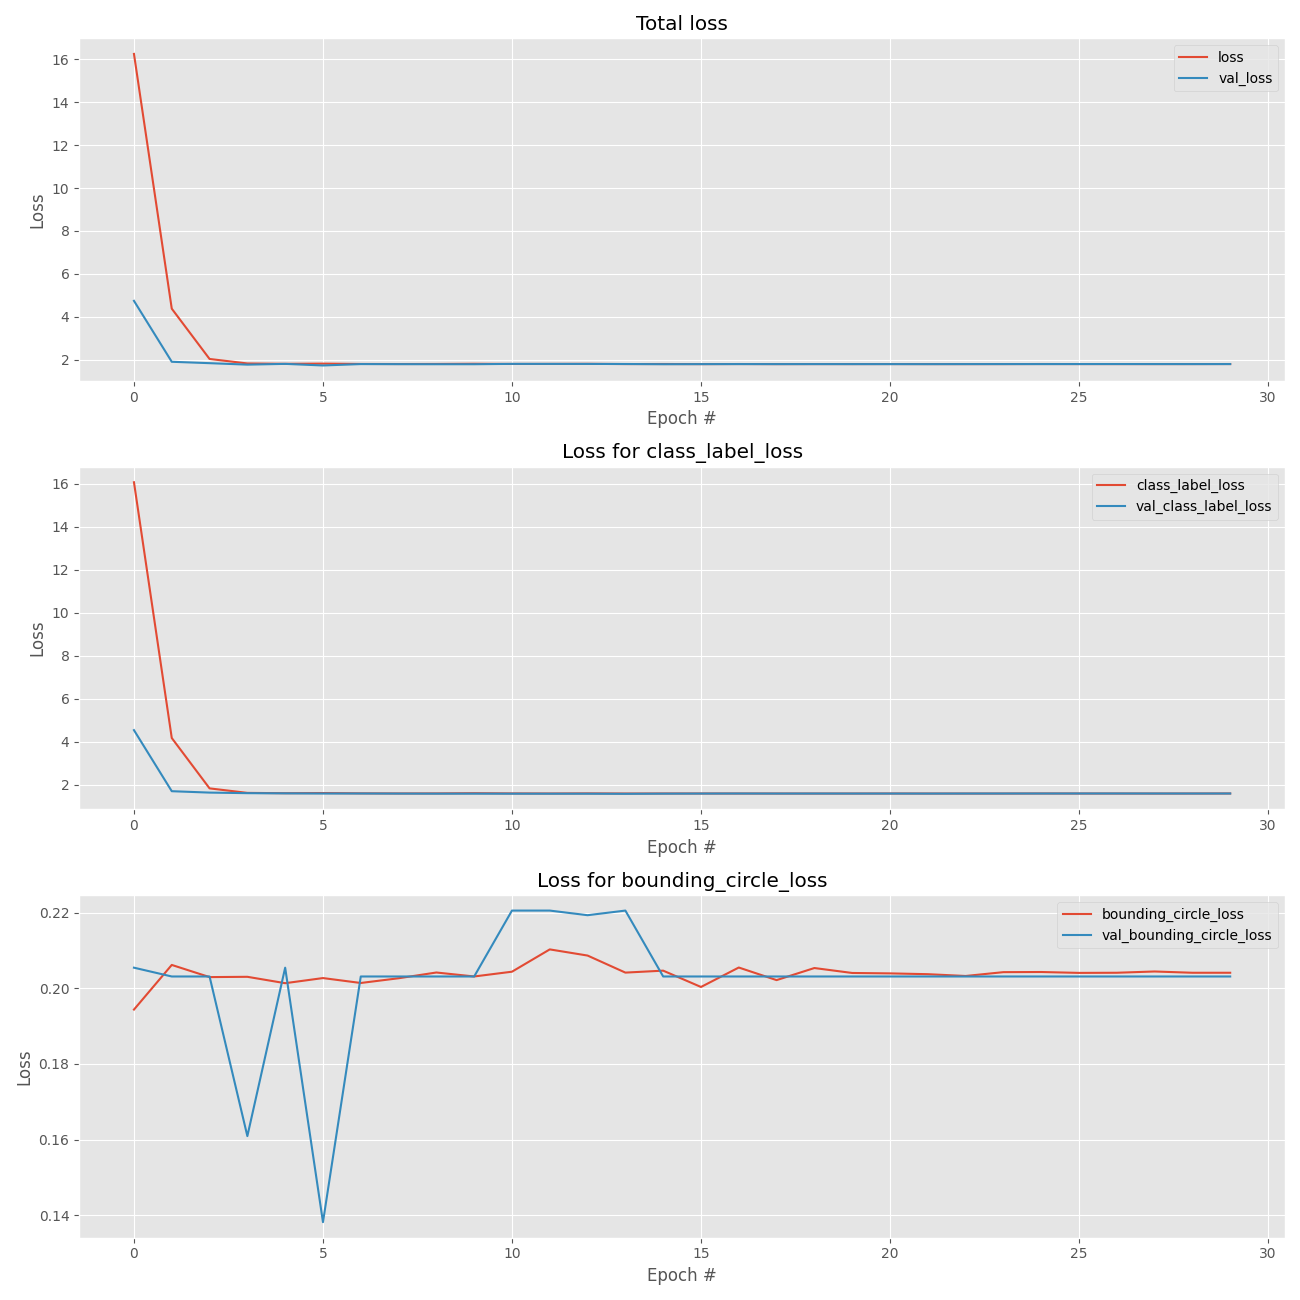 Total loss
16
14
12
10
8
6
4
2
Loss
loss
val_loss
0 5 10 15 20 25 30
Epoch #
Loss for class_label_loss
16
14
12
10
8
6
4
2
Loss
class_label_loss
val_class_label_loss
0 5 10 15 20 25 30
Epoch #
Loss for bounding_circle_loss
0.22
0.20
0.18
0.16
0.14
Loss
bounding_circle_loss
val_bounding_circle_loss
0 5 10 15 20 25 30
Epoch #